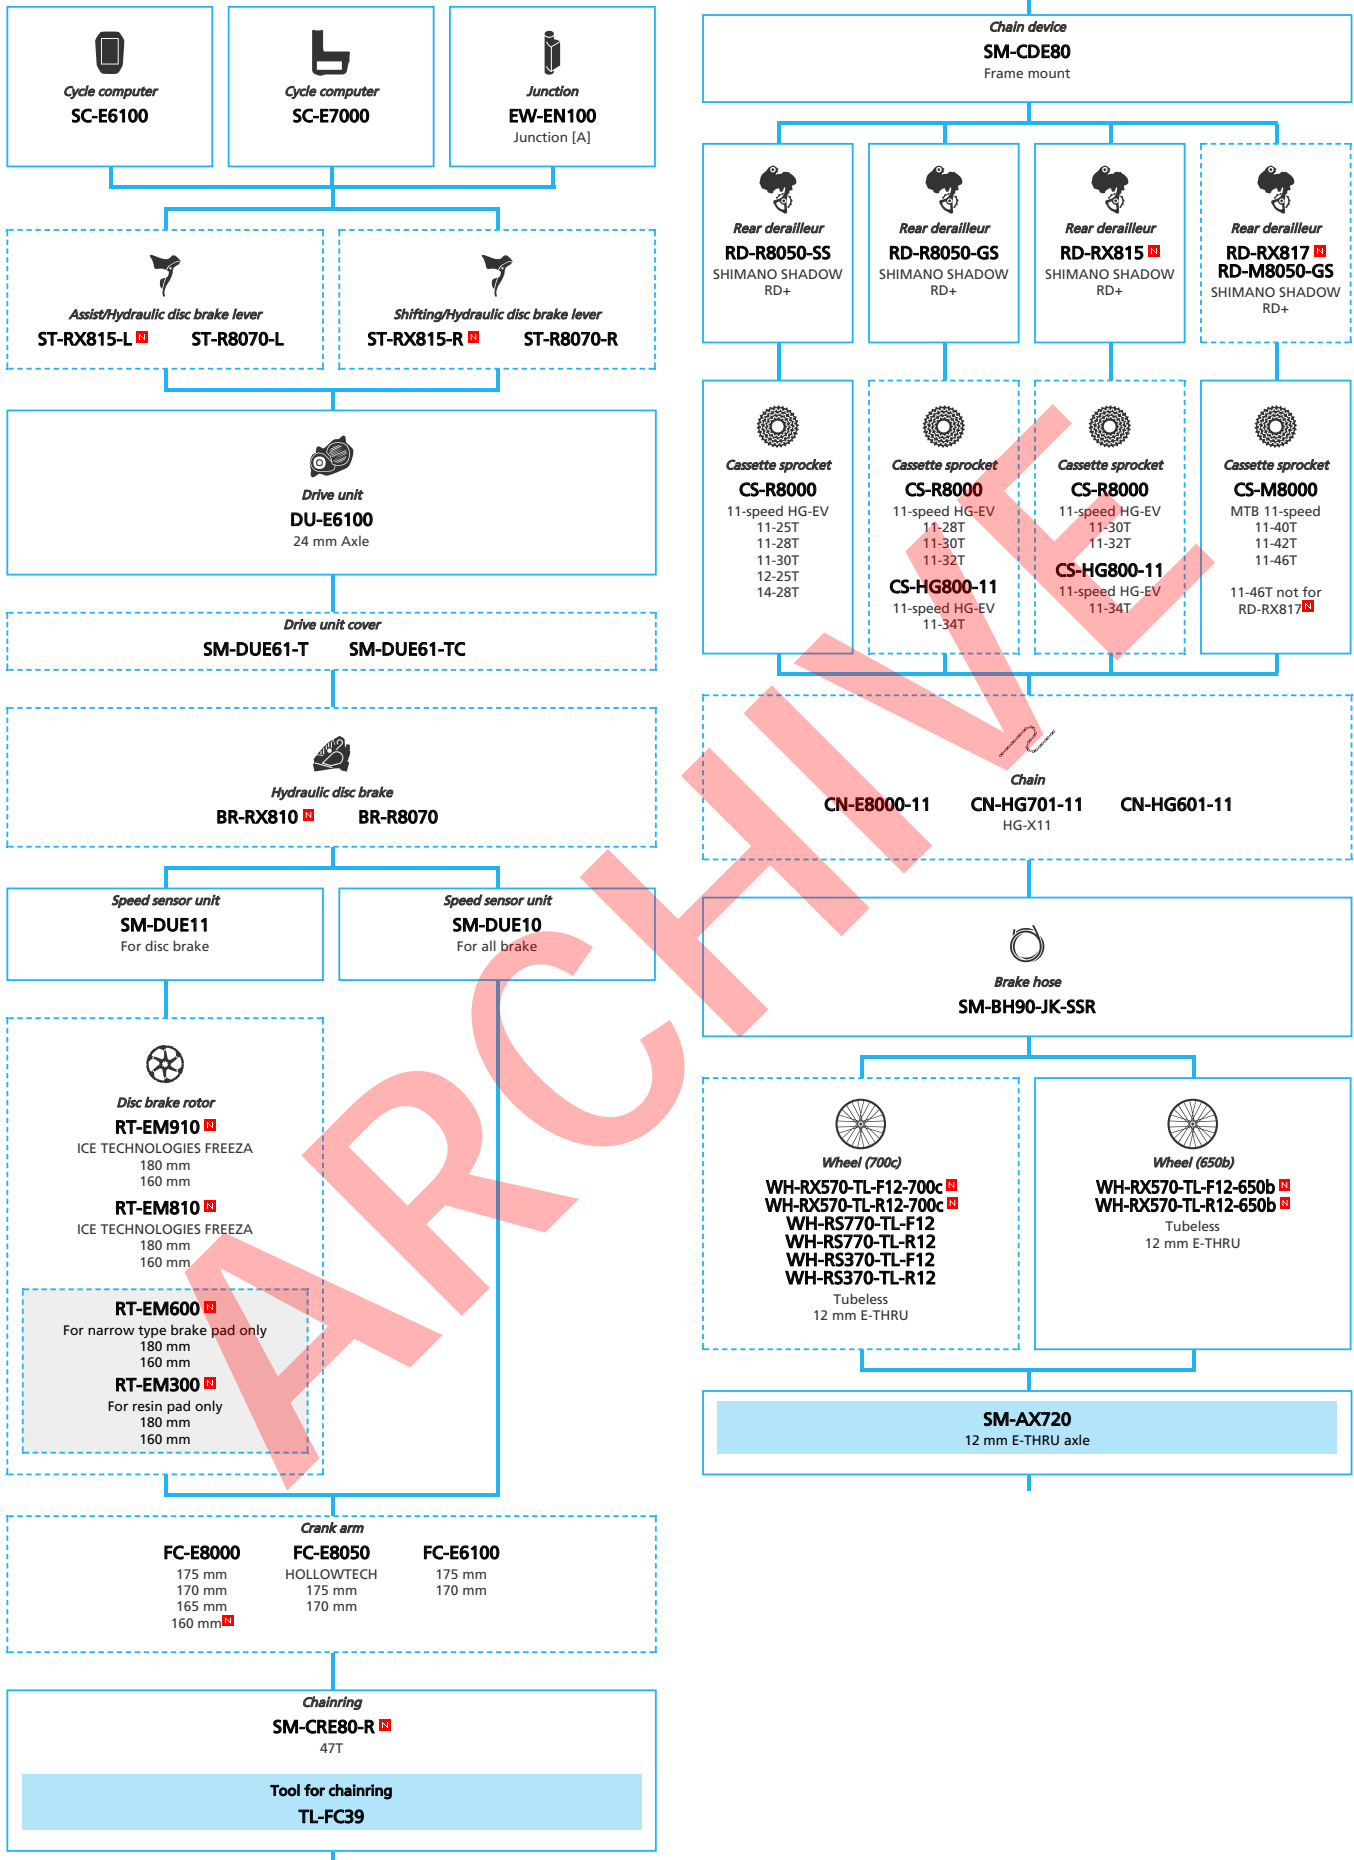 Cycle computer
SC-E6100
Cycle computer
SC-E7000
Junction
EW-EN100
Junction [A]
Assist/Hydraulic disc brake lever
ST-RX815-L N ST-R8070-L
Shifting/Hydraulic disc brake lever
ST-RX815-R N ST-R8070-R
Drive unit
DU-E6100
24 mm Axle
Drive unit cover
SM-DUE61-T SM-DUE61-TC
Hydraulic disc brake
BR-RX810 N BR-R8070
Speed sensor unit
SM-DUE11
For disc brake
Speed sensor unit
SM-DUE10
For all brake
Disc brake rotor
RT-EM910 N
ICE TECHNOLOGIES FREEZA
180 mm
160 mm
RT-EM810 N
ICE TECHNOLOGIES FREEZA
180 mm
160 mm
RT-EM600 N
For narrow type brake pad only
180 mm
160 mm
RT-EM300 N
For resin pad only
180 mm
160 mm
Crank arm
FC-E8000
175 mm
170 mm
165 mm
160 mm N
FC-E8050
HOLLOWTECH
175 mm
170 mm
FC-E6100
175 mm
170 mm
Chainring
SM-CRE80-R N
47T
Tool for chainring
TL-FC39
Chain device
SM-CDE80
Frame mount
Rear derailleur
RD-R8050-SS
SHIMANO SHADOW
RD+
Rear derailleur
RD-R8050-GS
SHIMANO SHADOW
RD+
Rear derailleur
RD-RX815 N
SHIMANO SHADOW
RD+
Rear derailleur
RD-RX817 N
RD-M8050-GS
SHIMANO SHADOW
RD+
Cassette sprocket
CS-R8000
11-speed HG-EV
11-25T
11-28T
11-30T
12-25T
14-28T
Cassette sprocket
CS-R8000
11-speed HG-EV
11-28T
11-30T
11-32T
CS-HG800-11
11-speed HG-EV
11-34T
Cassette sprocket
CS-R8000
11-speed HG-EV
11-30T
11-32T
CS-HG800-11
11-speed HG-EV
11-34T
Cassette sprocket
CS-M8000
MTB 11-speed
11-40T
11-42T
11-46T
11-46T not for
RD-RX817 N
Chain
CN-E8000-11 CN-HG701-11 CN-HG601-11
HG-X11
Brake hose
SM-BH90-JK-SSR
Wheel (700c)
WH-RX570-TL-F12-700c N
WH-RX570-TL-R12-700c N
WH-RS770-TL-F12
WH-RS770-TL-R12
WH-RS370-TL-F12
WH-RS370-TL-R12
Tubeless
12 mm E-THRU
Wheel (650b)
WH-RX570-TL-F12-650b N
WH-RX570-TL-R12-650b N
Tubeless
12 mm E-THRU
SM-AX720
12 mm E-THRU axle
ARCHIVE